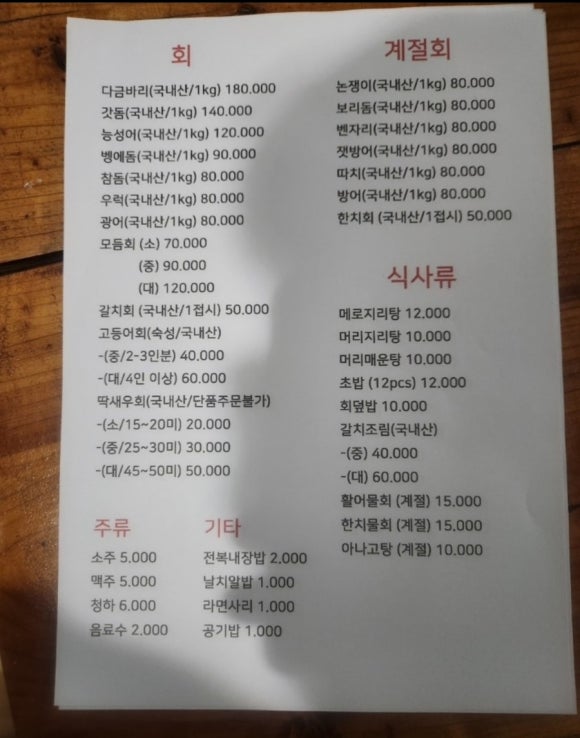 회
다금바리(국내산/1kg) 180.000
갓돔(국내산/1kg) 140.000
능성어(국내산/1kg) 120.000
벵에돔(국내산/1kg) 90.000
참돔(국내산/1kg) 80.000
우럭(국내산/1kg) 80.000
광어(국내산/1kg) 80.000
모듬회 (소) 70.000
(중) 90.000
(대) 120.000
갈치회 (국내산/1접시) 50.000
고등어회(숙성/국내산)
-(중/2-3인분) 40.000
-(대/4인 이상) 60.000
딱새우회(국내산/단품주문불가)
-(소/15~20미) 20.000
-(중/25~30미) 30.000
-(대/45~50미) 50.000
계절회
논쟁이(국내산/1kg) 80.000
보리돔(국내산/1kg) 80.000
벤자리(국내산/1kg) 80.000
잿방어(국내산/1kg) 80.000
따치(국내산/1kg) 80.000
방어(국내산/1kg) 80.000
한치회 (국내산/1접시) 50.000
식사류
메로지리탕 12.000
머리지리탕 10.000
머리매운탕 10.000
초밥 (12pcs) 12.000
회덮밥 10.000
갈치조림(국내산)
-(중) 40.000
-(대) 60.000
활어물회 (계절) 15.000
한치물회 (계절) 15.000
아나고탕 (계절) 10.000
주류
소주 5.000
맥주 5.000
청하 6.000
음료수 2.000
기타
전복내장밥 2.000
날치알밥 1.000
라면사리 1.000
공기밥 1.000